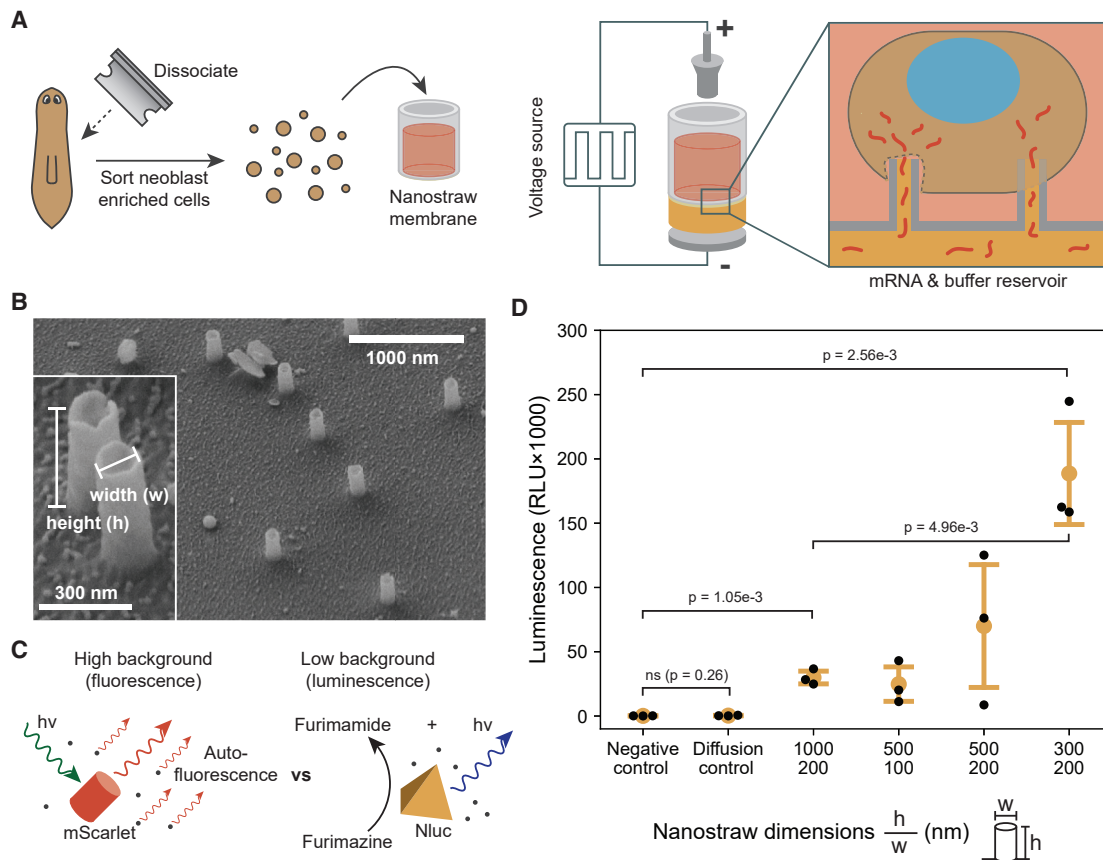 A
Dissociate
Sort neoblast
enriched cells
Nanostraw
membrane
Voltage source
+
-
mRNA & buffer reservoir
B
1000 nm
width (w)
height (h)
300 nm
C
High background
(fluorescence)
hν
Auto-
fluorescence
mScarlet
vs
Low background
(luminescence)
Furimamide
+
hν
Furimazine
Nluc
D
Luminescence (RLU×1000)
300
250
200
150
100
50
0
p = 2.56e-3
p = 4.96e-3
p = 1.05e-3
ns (p = 0.26)
Negative
control
Diffusion
control
1000
200
500
100
500
200
300
200
Nanostraw dimensions h/w (nm)
w
h